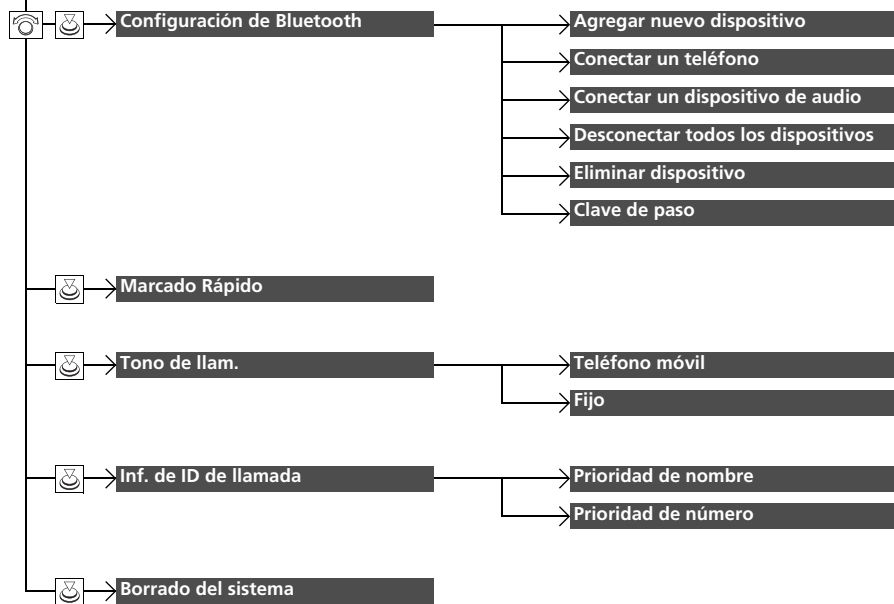 Configuración de Bluetooth
Agregar nuevo dispositivo
Conectar un teléfono
Conectar un dispositivo de audio
Desconectar todos los dispositivos
Eliminar dispositivo
Clave de paso
Marcado Rápido
Tono de llam.
Teléfono móvil
Fijo
Inf. de ID de llamada
Prioridad de nombre
Prioridad de número
Borrado del sistema